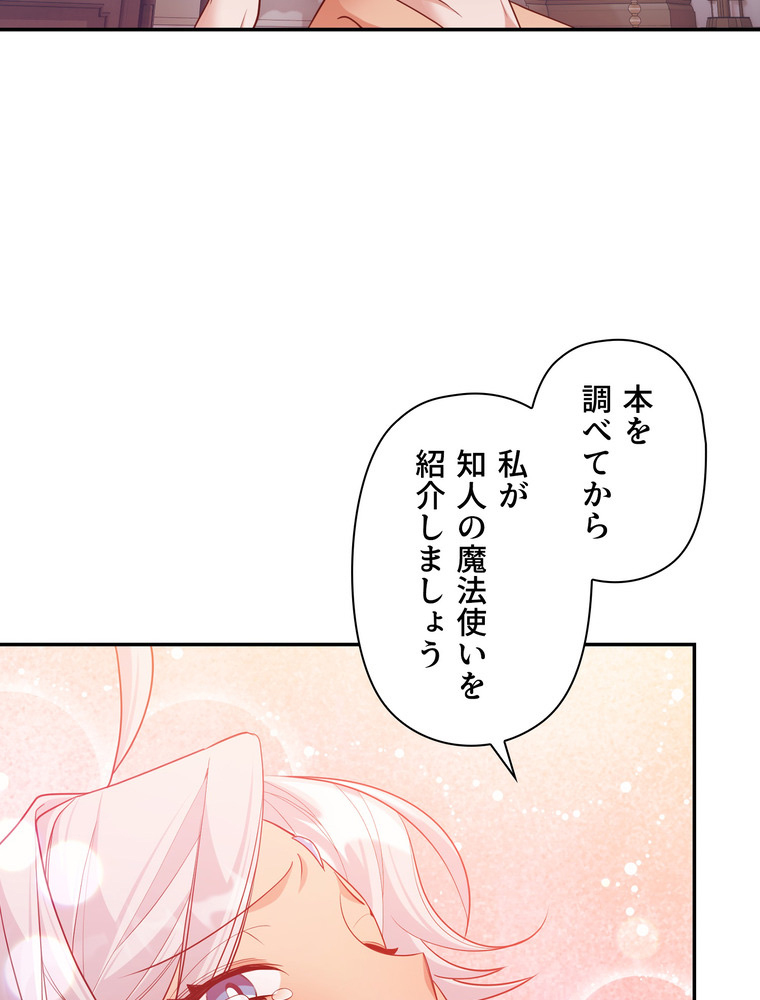 本を
調べてから
私が
知人の魔法使いを
紹介しましょう